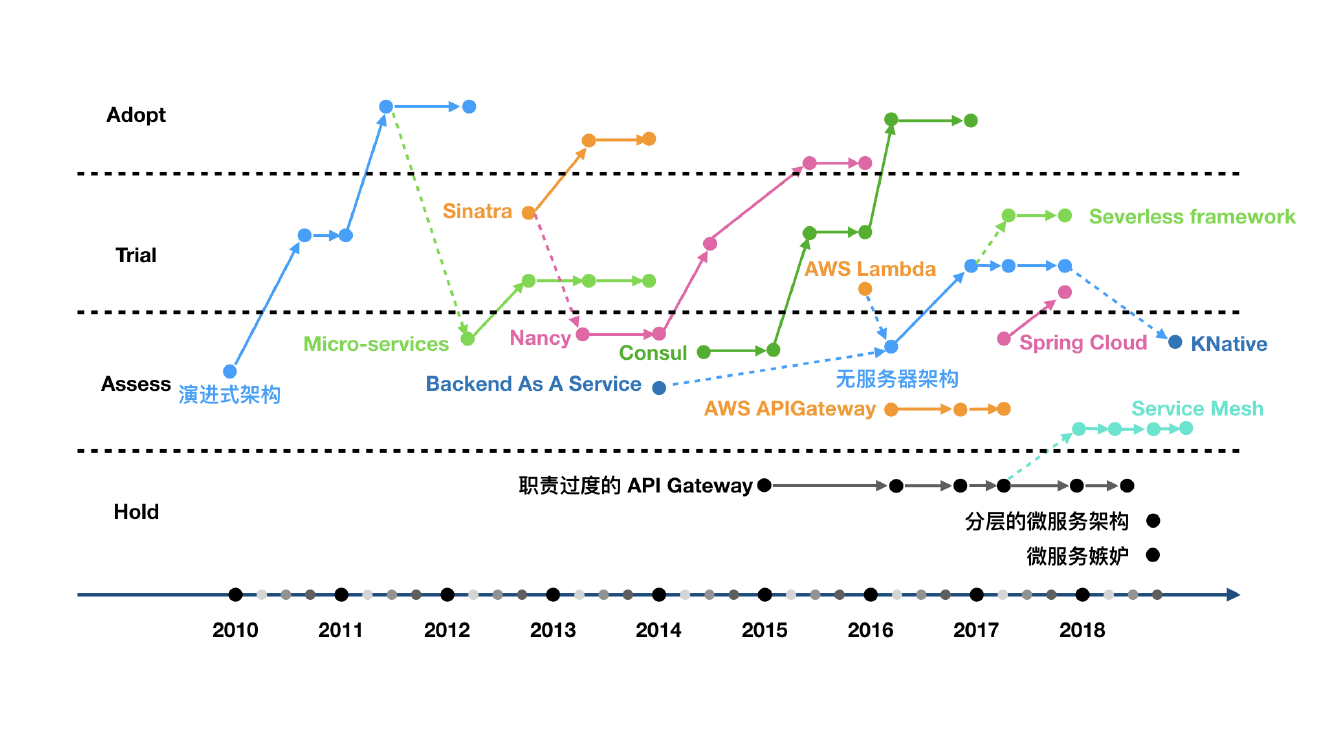 Adopt
Sinatra
Severless framework
Trial
AWS Lambda
Micro-services
Nancy
Consul
Spring Cloud
KNative
Assess
演进式架构
Backend As A Service
无服务器架构
AWS APIGateway
Service Mesh
职责过度的 API Gateway
Hold
分层的微服务架构
微服务嫉妒
2010 2011 2012 2013 2014 2015 2016 2017 2018